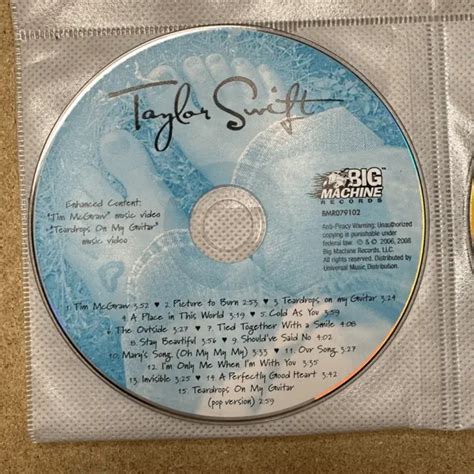 Taylor Swift
Enhanced Content:
"Tim McGraw" music video
"Teardrops On My Guitar"
music video
BIG
MACHINE
RECORDS
BMR079102
Anti-Piracy Warning: Unauthorized
copying is punishable under
federal law. ℗ & © 2006, 2008
Big Machine Records, LLC.
All rights reserved. Distributed by
Universal Music Distribution.
1. Tim McGraw 3:52 ♥ 2. Picture to Burn 2:53 ♥ 3. Teardrops on my Guitar 3:24
4. A Place in This World 3:19 ♥ 5. Cold As You 3:59
6. The Outside 3:27 ♥ 7. Tied Together With a Smile 4:08
8. Stay Beautiful 3:56 ♥ 9. Should've Said No 4:02
10. Mary's Song (Oh My My My) 3:33 ♥ 11. Our Song 3:27
12. I'm Only Me When I'm With You 3:35
13. Invisible 3:25 ♥ 14. A Perfectly Good Heart 3:42
15. Teardrops On My Guitar
(pop version) 2:59